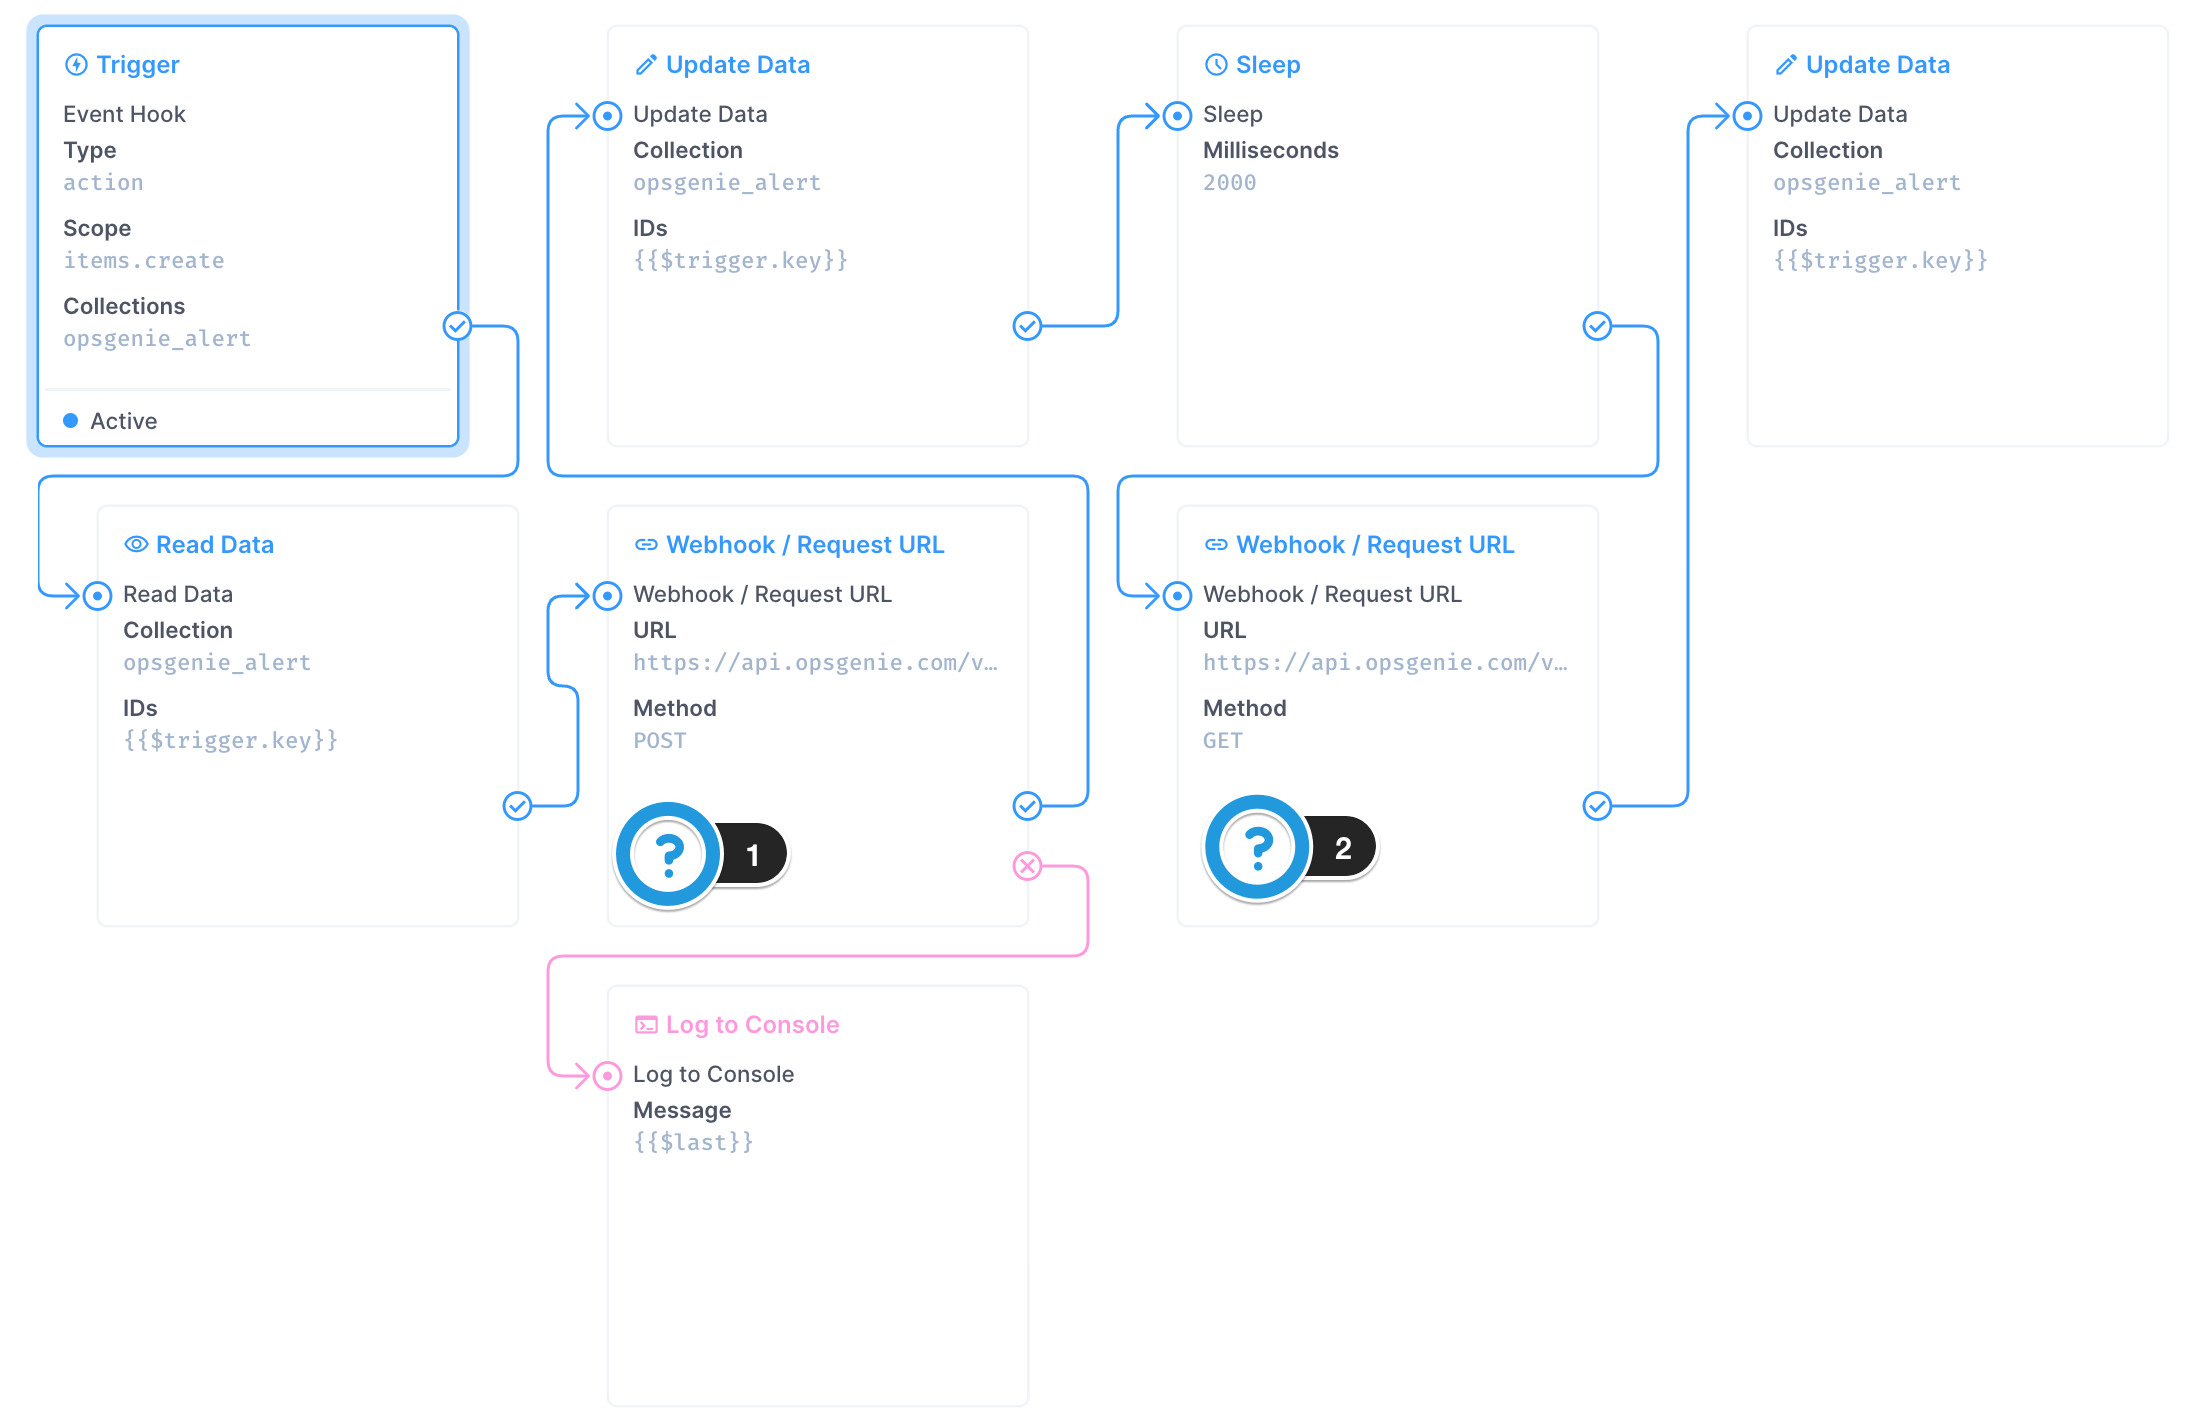 Trigger
Event Hook
Type
action
Scope
items.create
Collections
opsgenie_alert
Active
Update Data
Update Data
Collection
opsgenie_alert
IDs
{{$trigger.key}}
Sleep
Sleep
Milliseconds
2000
Update Data
Update Data
Collection
opsgenie_alert
IDs
{{$trigger.key}}
Read Data
Read Data
Collection
opsgenie_alert
IDs
{{$trigger.key}}
Webhook / Request URL
Webhook / Request URL
URL
https://api.opsgenie.com/v…
Method
POST
? 1
Webhook / Request URL
Webhook / Request URL
URL
https://api.opsgenie.com/v…
Method
GET
? 2
Log to Console
Log to Console
Message
{{$last}}